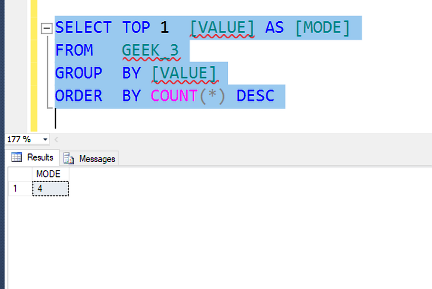 SELECT TOP 1 [VALUE] AS [MODE]
FROM GEEK_3
GROUP BY [VALUE]
ORDER BY COUNT(*) DESC
177 %
Results Messages
MODE
1 4